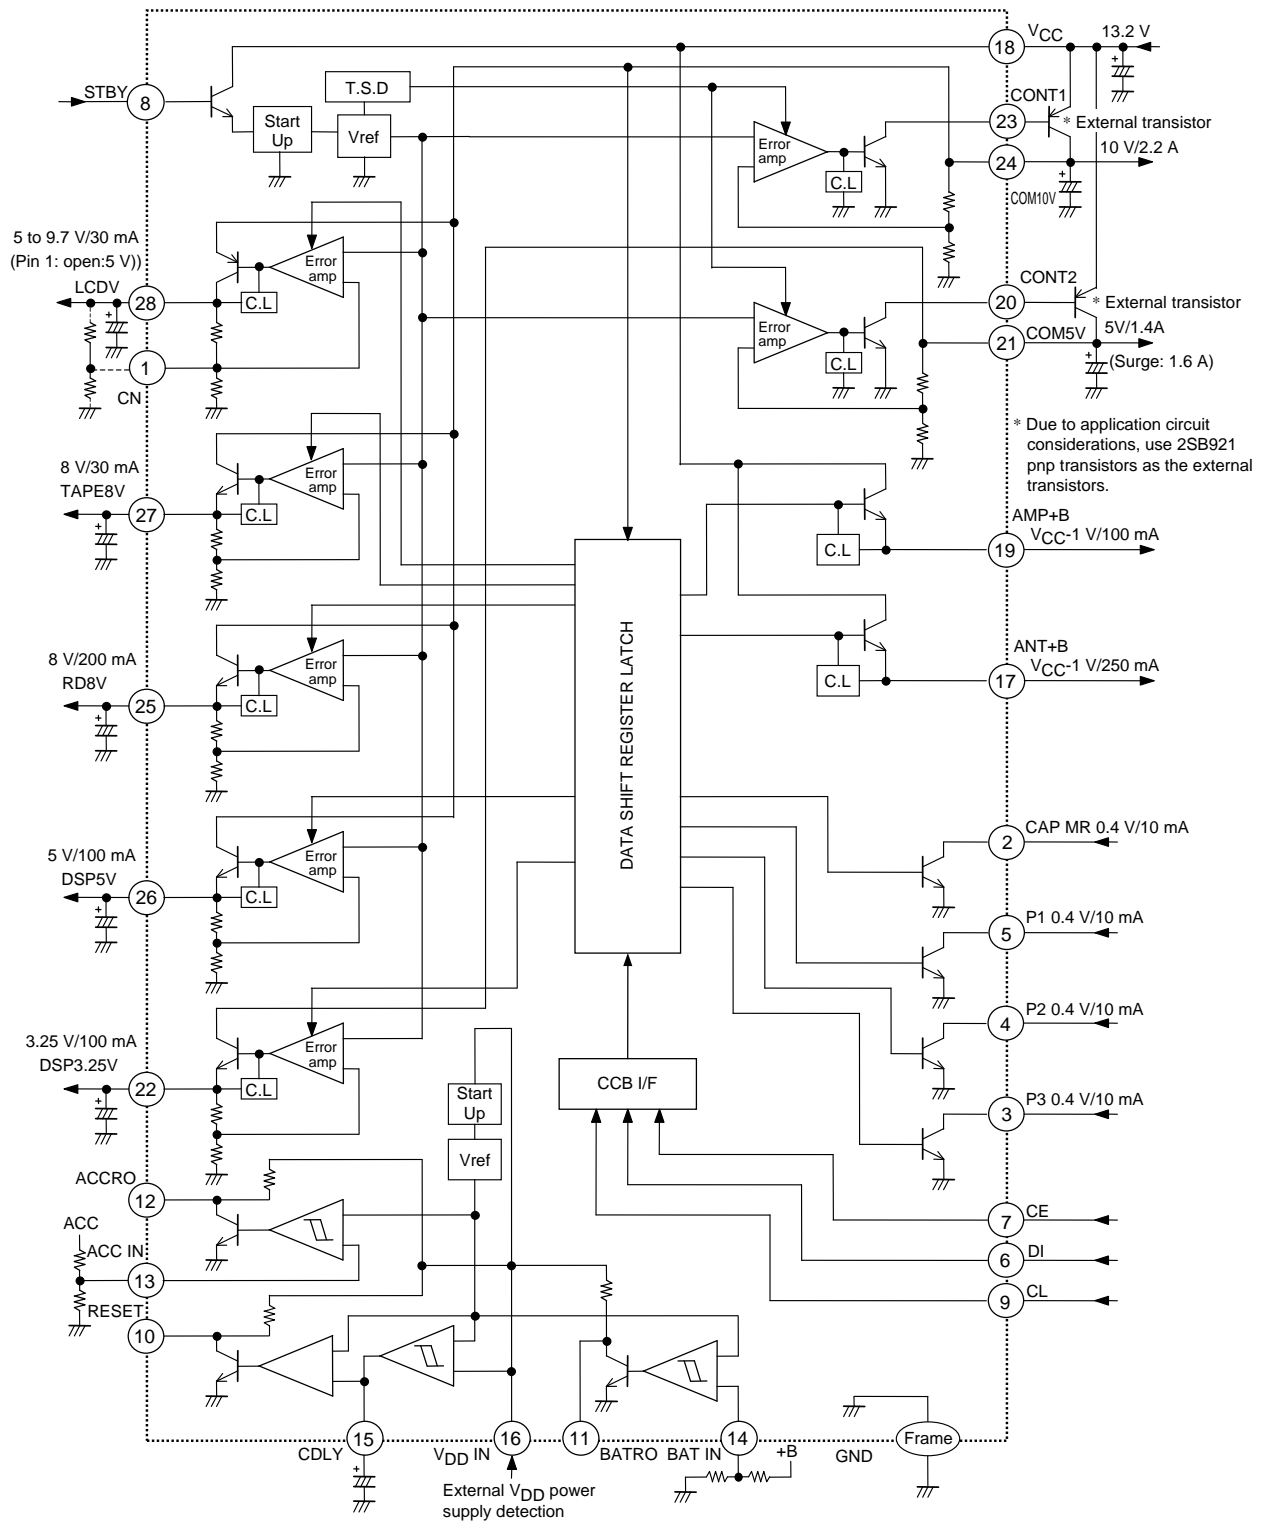 VCC
13.2 V
18
STBY
8
T.S.D
Start
Up
Vref
Error
amp
C.L
CONT1
23
* External transistor
10 V/2.2 A
24
COM10V
5 to 9.7 V/30 mA
(Pin 1: open:5 V))
LCDV
28
Error
amp
C.L
1
CN
CONT2
20
* External transistor
Error
amp
C.L
5V/1.4A
COM5V
21
(Surge: 1.6 A)
* Due to application circuit
considerations, use 2SB921
pnp transistors as the external
transistors.
8 V/30 mA
TAPE8V
27
Error
amp
C.L
AMP+B
VCC-1 V/100 mA
19
C.L
8 V/200 mA
RD8V
25
Error
amp
C.L
DATA SHIFT REGISTER LATCH
ANT+B
VCC-1 V/250 mA
17
C.L
5 V/100 mA
DSP5V
26
Error
amp
C.L
2
CAP MR 0.4 V/10 mA
5
P1 0.4 V/10 mA
4
P2 0.4 V/10 mA
3
P3 0.4 V/10 mA
3.25 V/100 mA
DSP3.25V
22
Error
amp
C.L
Start
Up
Vref
CCB I/F
ACCRO
12
ACC
ACC IN
13
RESET
10
7
CE
6
DI
9
CL
CDLY
15
VDD IN
16
11
BATRO
BAT IN
14
+B
GND
Frame
External VDD power
supply detection
+
+
+
+
+
+
+
+
+